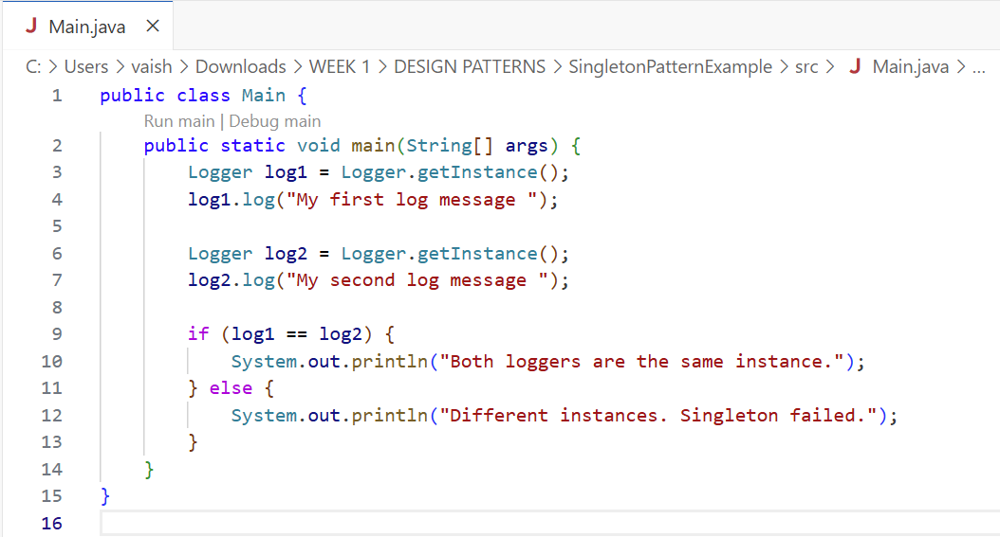 J Main.java ×
C: > Users > vaish > Downloads > WEEK 1 > DESIGN PATTERNS > SingletonPatternExample > src > J Main.java > ...
1 public class Main {
Run main | Debug main
2     public static void main(String[] args) {
3         Logger log1 = Logger.getInstance();
4         log1.log("My first log message ");
5
6         Logger log2 = Logger.getInstance();
7         log2.log("My second log message ");
8
9         if (log1 == log2) {
10             System.out.println("Both loggers are the same instance.");
11         } else {
12             System.out.println("Different instances. Singleton failed.");
13         }
14     }
15 }
16